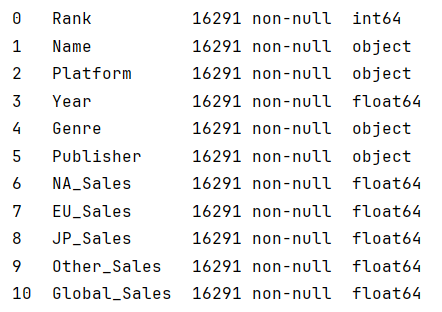 0   Rank          16291 non-null  int64
1   Name          16291 non-null  object
2   Platform      16291 non-null  object
3   Year          16291 non-null  float64
4   Genre         16291 non-null  object
5   Publisher     16291 non-null  object
6   NA_Sales      16291 non-null  float64
7   EU_Sales      16291 non-null  float64
8   JP_Sales      16291 non-null  float64
9   Other_Sales   16291 non-null  float64
10  Global_Sales  16291 non-null  float64